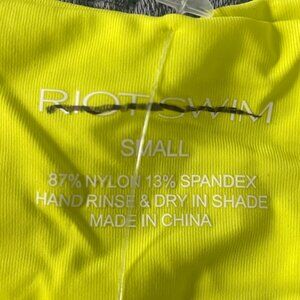 RIOT SWIM
SMALL
87% NYLON 13% SPANDEX
HAND RINSE & DRY IN SHADE
MADE IN CHINA